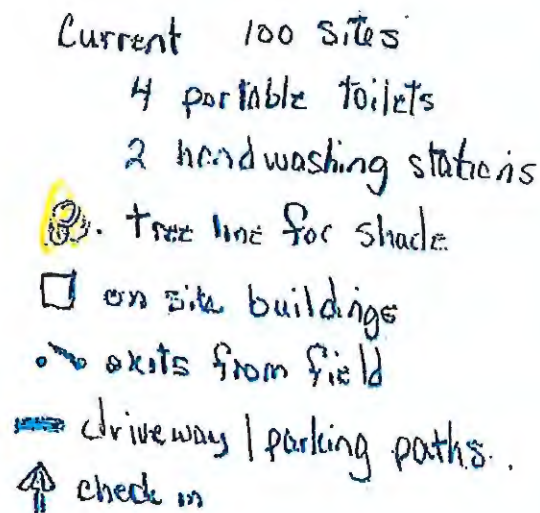 Current 100 sites
4 portable toilets
2 handwashing stations
tree line for shade
on site buildings
exits from field
driveway / parking paths.
check in